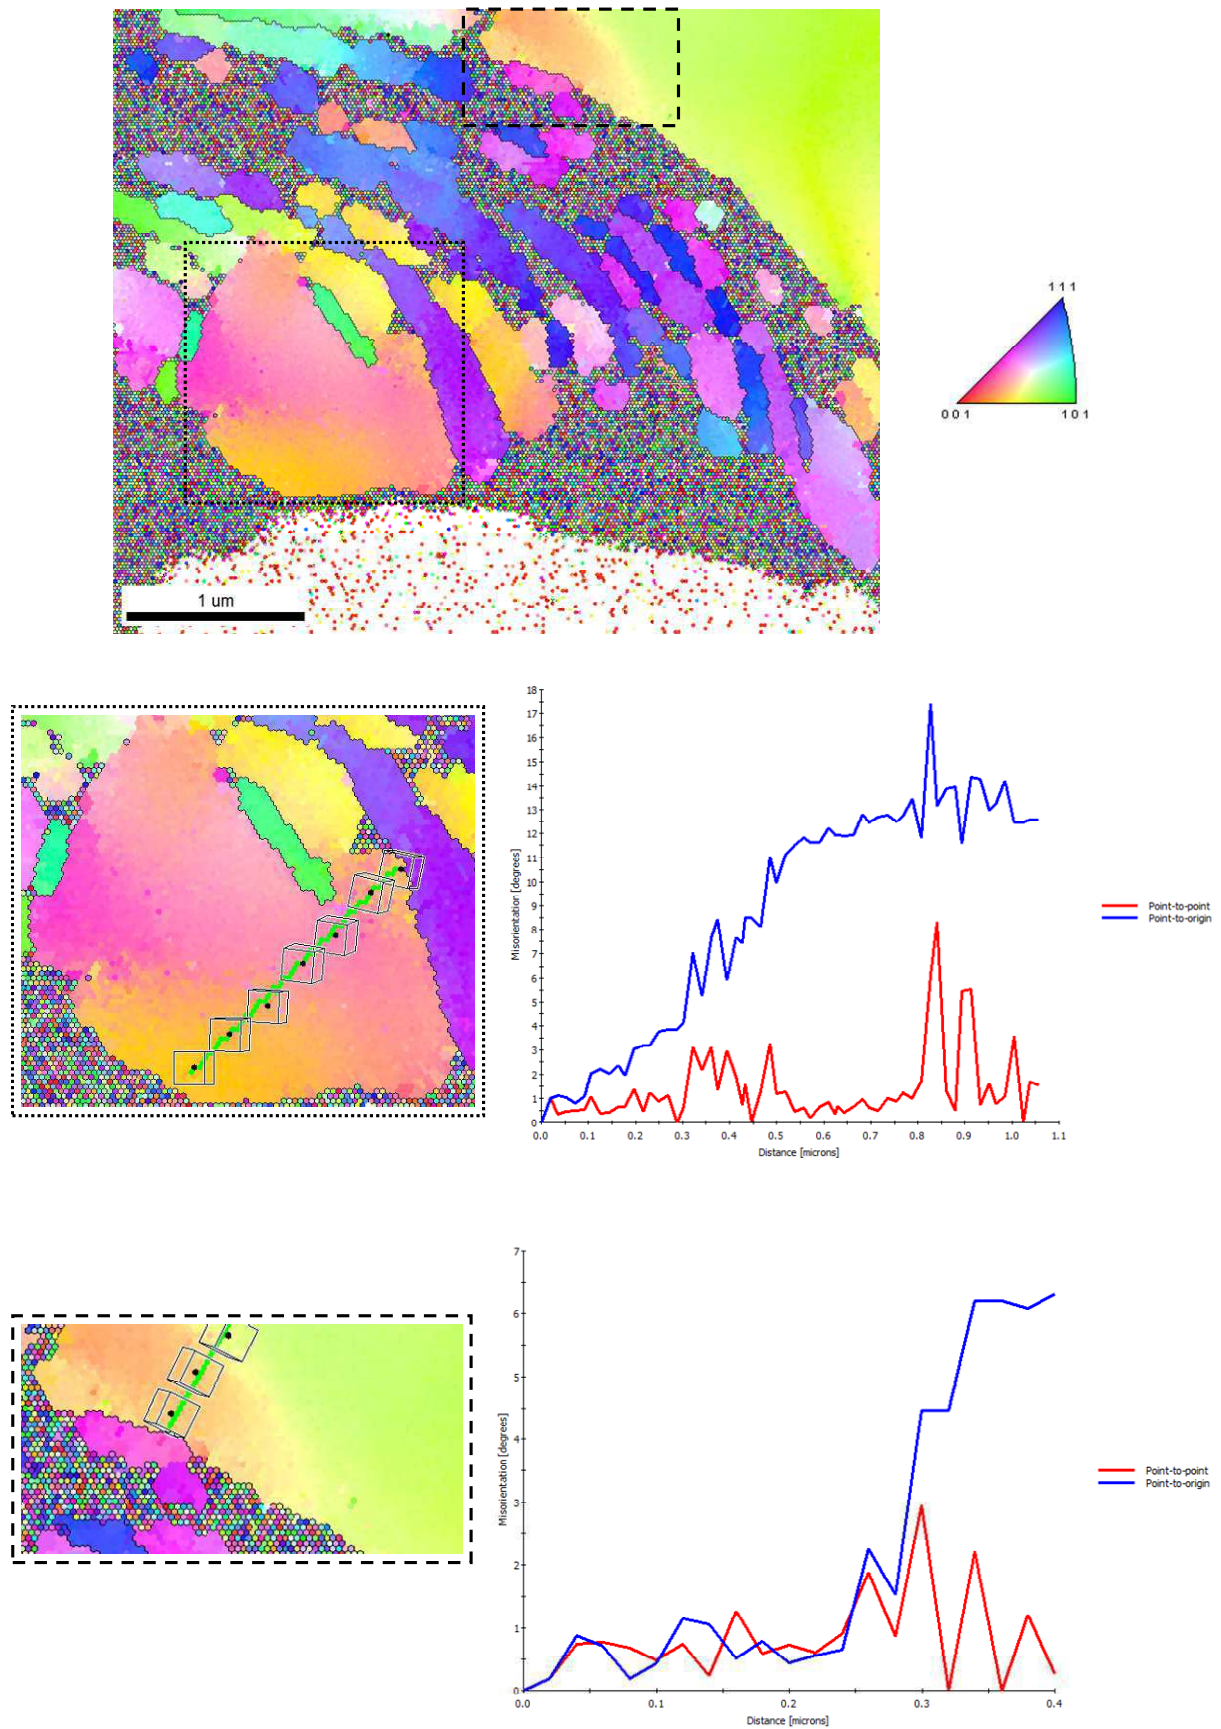 1 1 1
0 0 1
1 0 1
1 um
18
17
16
15
14
13
12
11
10
9
8
7
6
5
4
3
2
1
0
Misorientation [degrees]
0.0 0.1 0.2 0.3 0.4 0.5 0.6 0.7 0.8 0.9 1.0 1.1
Distance [microns]
Point-to-point
Point-to-origin
7
6
5
4
3
2
1
0
Misorientation [degrees]
0.0 0.1 0.2 0.3 0.4
Distance [microns]
Point-to-point
Point-to-origin